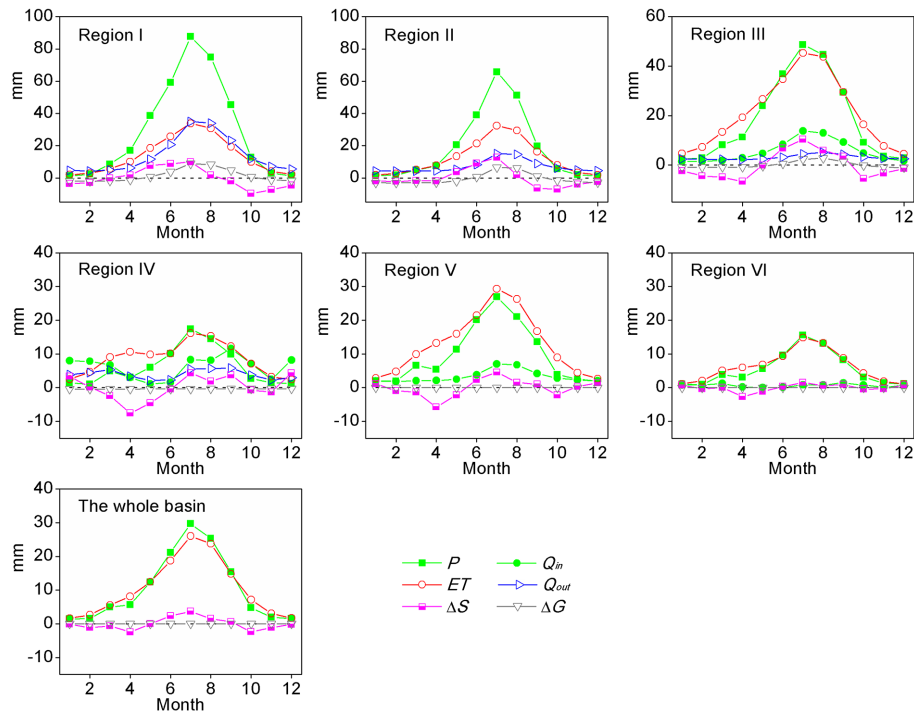 Region I
mm
100
80
60
40
20
0
2 4 6 8 10 12
Month
Region II
mm
100
80
60
40
20
0
2 4 6 8 10 12
Month
Region III
mm
60
40
20
0
2 4 6 8 10 12
Month
Region IV
mm
40
30
20
10
0
-10
2 4 6 8 10 12
Month
Region V
mm
40
30
20
10
0
-10
2 4 6 8 10 12
Month
Region VI
mm
40
30
20
10
0
-10
2 4 6 8 10 12
Month
The whole basin
mm
40
30
20
10
0
-10
2 4 6 8 10 12
Month
P
ET
ΔS
Qin
Qout
ΔG